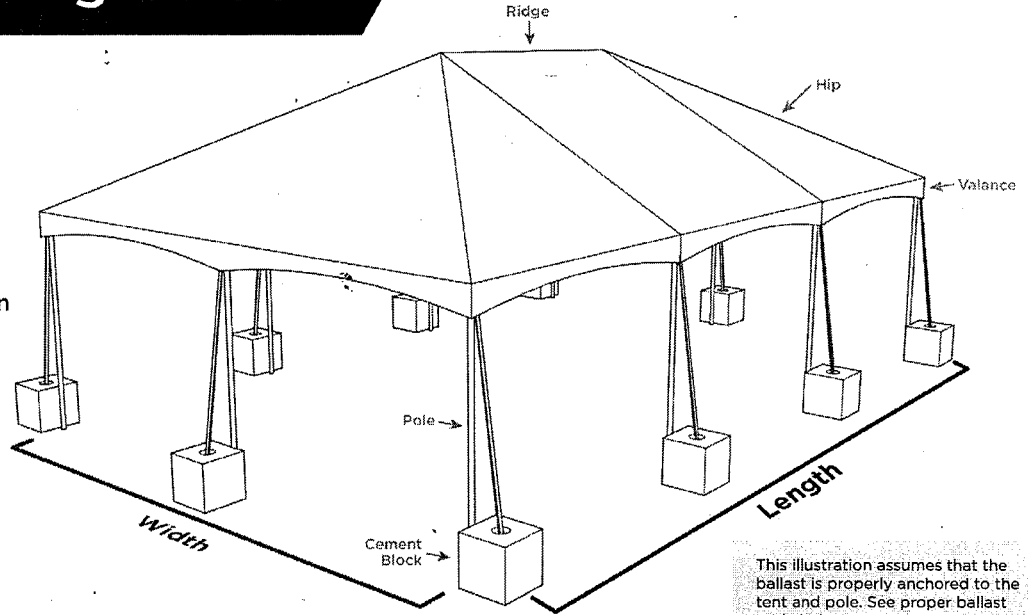 Ridge
Hip
Valance
Pole
Cement
Block
Width
Length
This illustration assumes that the
ballast is properly anchored to the
tent and pole. See proper ballast